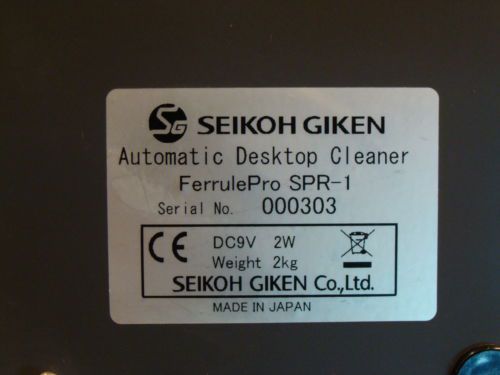 SG SEIKOH GIKEN
Automatic Desktop Cleaner
FerrulePro SPR-1
Serial No. 000303
CE DC9V 2W
Weight 2kg
SEIKOH GIKEN Co.,Ltd.
MADE IN JAPAN